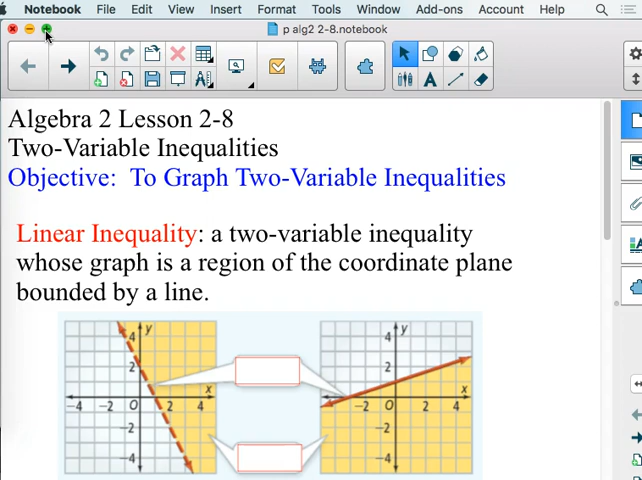 Notebook File Edit View Insert Format Tools Window Add-ons Account Help
p alg2 2-8.notebook
Algebra 2 Lesson 2-8
Two-Variable Inequalities
Objective: To Graph Two-Variable Inequalities
Linear Inequality: a two-variable inequality
whose graph is a region of the coordinate plane
bounded by a line.
4 y
2
x
−4 −2 O 2 4
−2
−4
4 y
2
x
−2 O 2 4
−2
−4